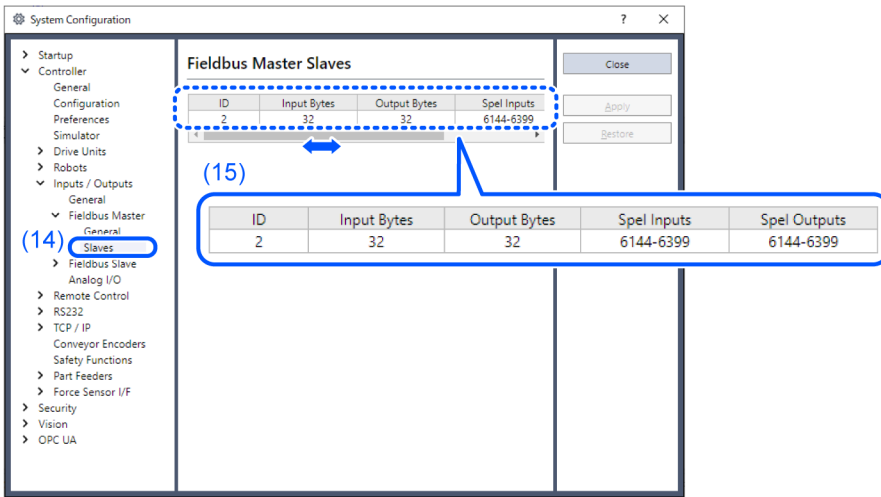 System Configuration
? ×
Startup
Controller
General
Configuration
Preferences
Simulator
Drive Units
Robots
Inputs / Outputs
General
Fieldbus Master
General
(14) Slaves
Fieldbus Slave
Analog I/O
Remote Control
RS232
TCP / IP
Conveyor Encoders
Safety Functions
Part Feeders
Force Sensor I/F
Security
Vision
OPC UA
Fieldbus Master Slaves
ID Input Bytes Output Bytes Spel Inputs
2 32 32 6144-6399
(15)
ID Input Bytes Output Bytes Spel Inputs Spel Outputs
2 32 32 6144-6399 6144-6399
Close
Apply
Restore